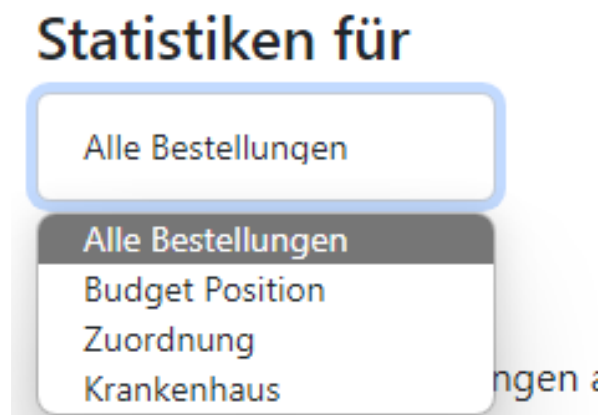 Statistiken für
Alle Bestellungen
Alle Bestellungen
Budget Position
Zuordnung
Krankenhaus